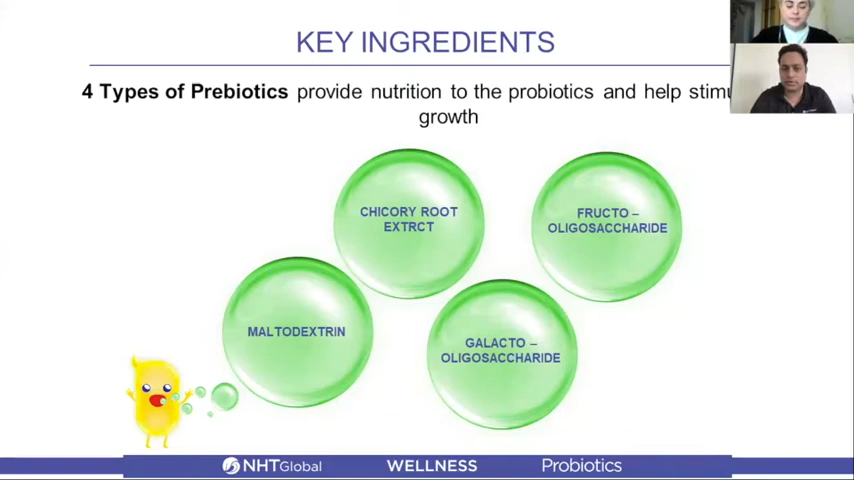 KEY INGREDIENTS
4 Types of Prebiotics provide nutrition to the probiotics and help
growth
CHICORY ROOT
EXTRCT
FRUCTO –
OLIGOSACCHARIDE
MALTODEXTRIN
GALACTO –
OLIGOSACCHARIDE
NHTGlobal WELLNESS Probiotics